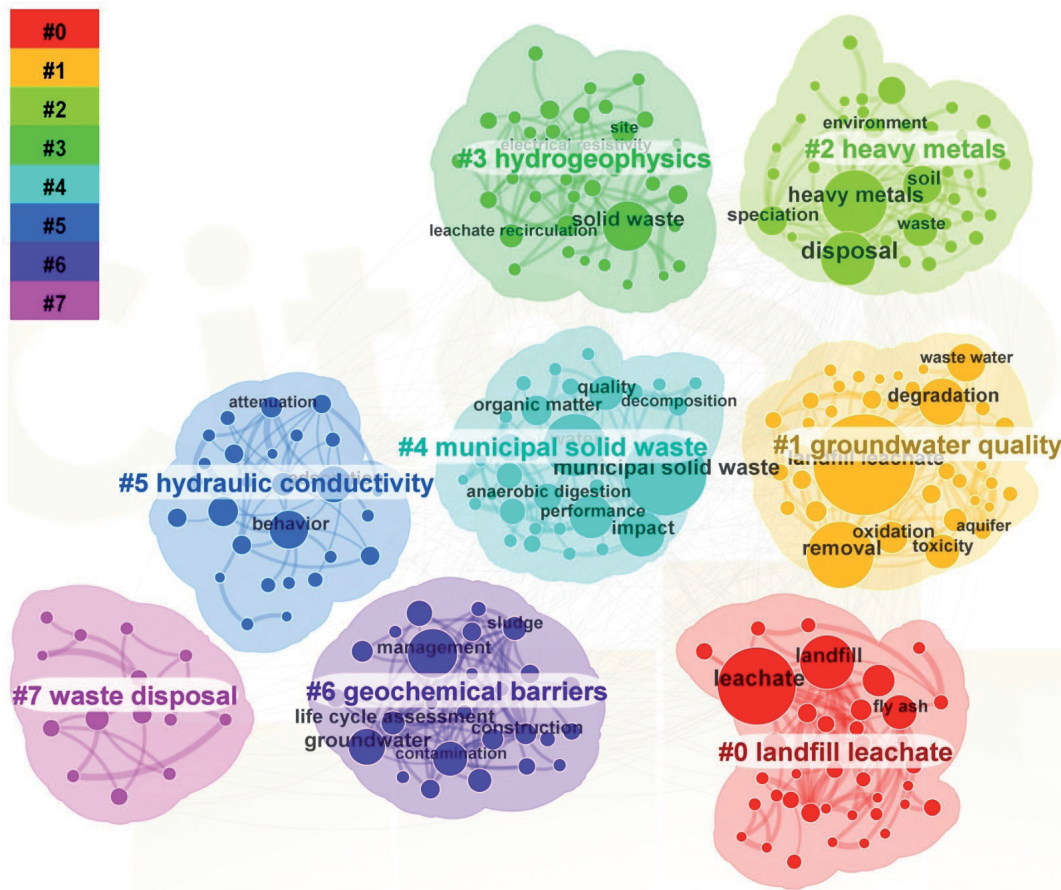 #0
#1
#2
#3
#4
#5
#6
#7
site
electrical resistivity
#3 hydrogeophysics
leachate recirculation
solid waste
environment
#2 heavy metals
soil
heavy metals
speciation
waste
disposal
attenuation
#5 hydraulic conductivity
behavior
quality
organic matter
decomposition
water
#4 municipal solid waste
municipal solid waste
anaerobic digestion
performance
impact
waste water
degradation
#1 groundwater quality
landfill leachate
oxidation
aquifer
removal
toxicity
#7 waste disposal
sludge
management
#6 geochemical barriers
life cycle assessment
construction
groundwater
contamination
landfill
leachate
fly ash
#0 landfill leachate